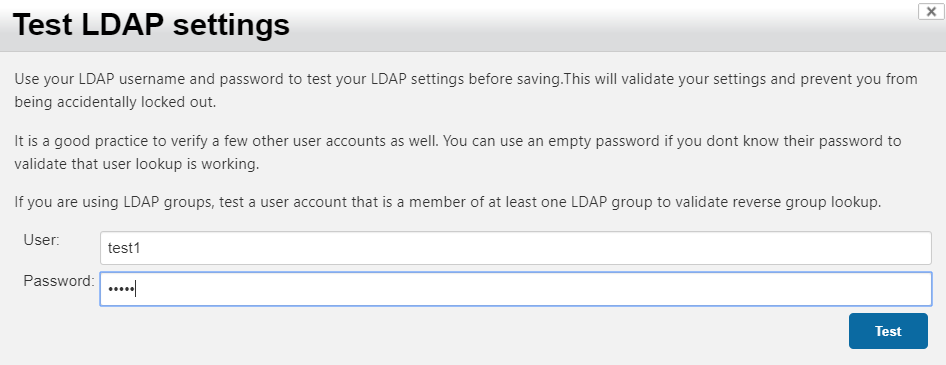 Test LDAP settings
Use your LDAP username and password to test your LDAP settings before saving.This will validate your settings and prevent you from
being accidentally locked out.
It is a good practice to verify a few other user accounts as well. You can use an empty password if you dont know their password to
validate that user lookup is working.
If you are using LDAP groups, test a user account that is a member of at least one LDAP group to validate reverse group lookup.
User: test1
Password: •••••
Test